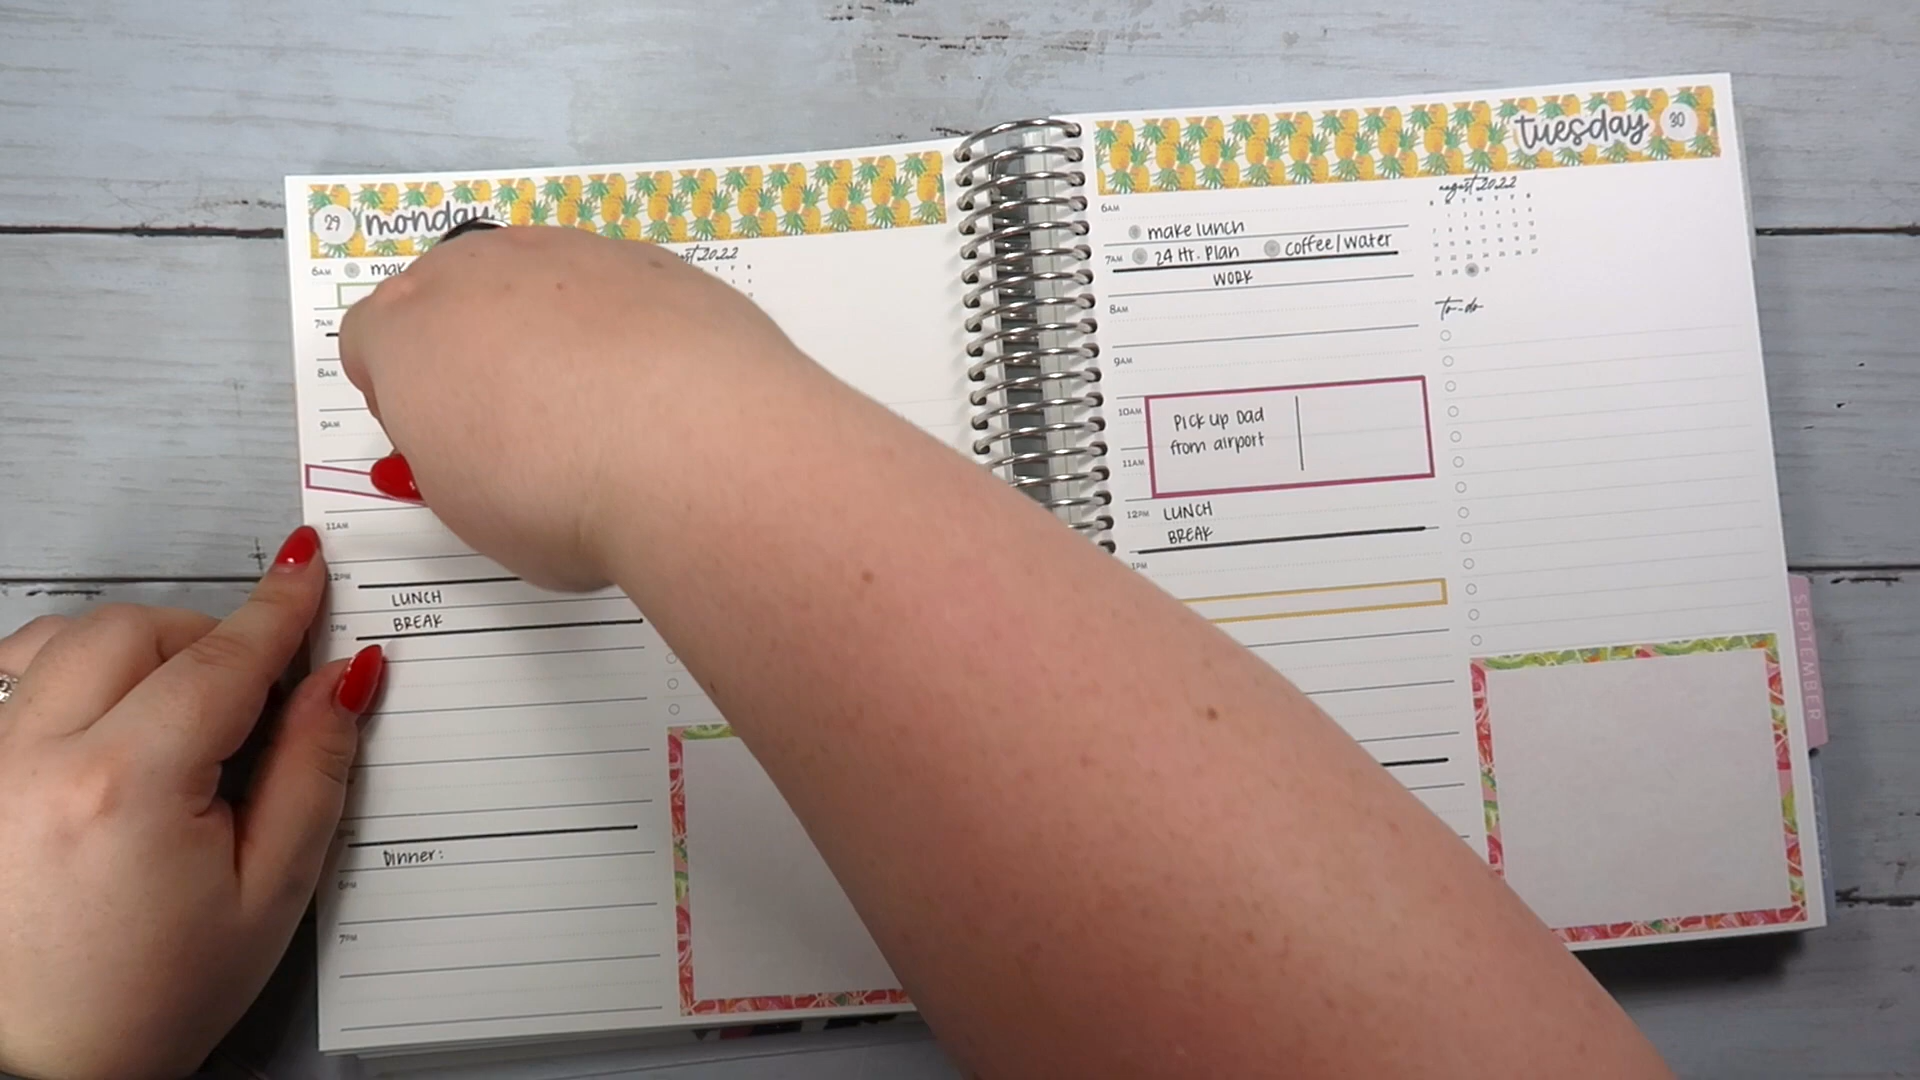 29 monday
6AM
7AM
8AM
9AM
11AM
12PM
LUNCH
1PM
BREAK
Dinner:
6PM
7PM
tuesday 30
6AM
make lunch
7AM 24 Hr. Plan coffee/water
WORK
8AM
9AM
10AM
Pick up Dad
from airport
11AM
12PM LUNCH
BREAK
1PM
august 2022
to-do
SEPTEMBER